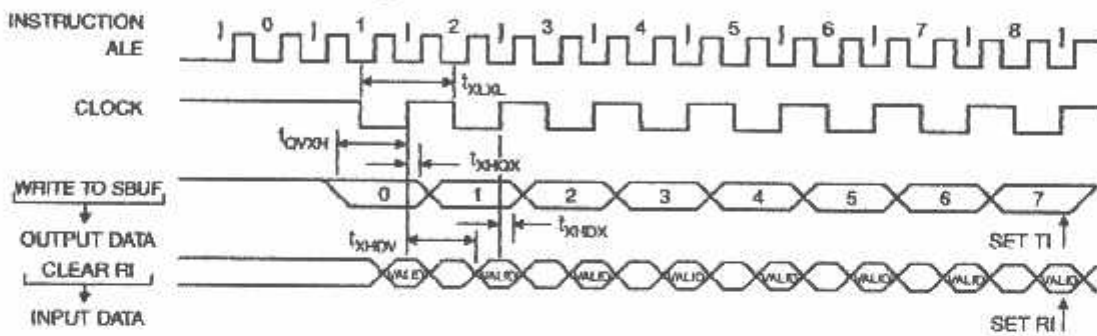 INSTRUCTION
0 1 2 3 4 5 6 7 8
ALE
tXLXL
CLOCK
tQVXH
tXHQX
WRITE TO SBUF
0 1 2 3 4 5 6 7
OUTPUT DATA
tXHDV
tXHDX
SET TI
CLEAR RI
VALID VALID VALID VALID VALID VALID VALID VALID
INPUT DATA
SET RI